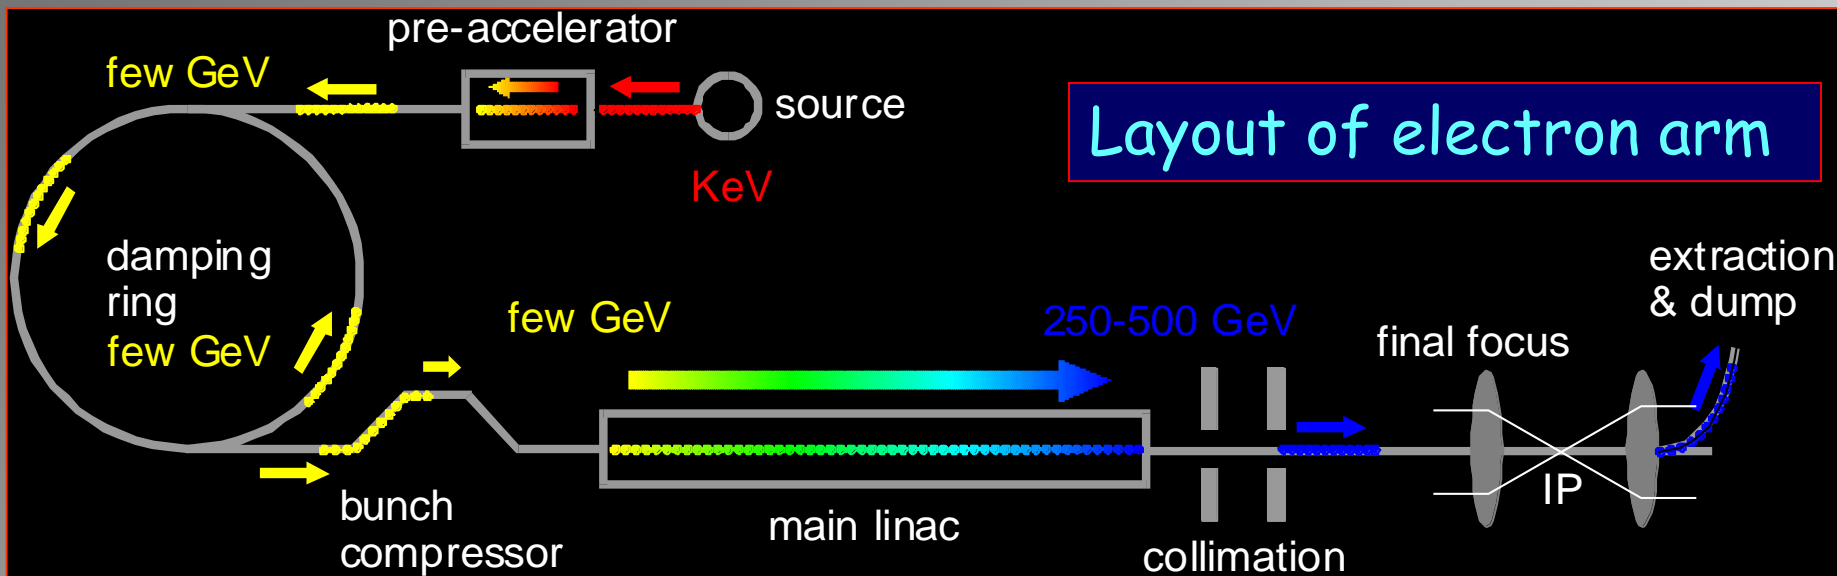 pre-accelerator
few GeV
source
Layout of electron arm
KeV
damping
ring
few GeV
few GeV
250-500 GeV
extraction
& dump
final focus
IP
bunch
compressor
main linac
collimation